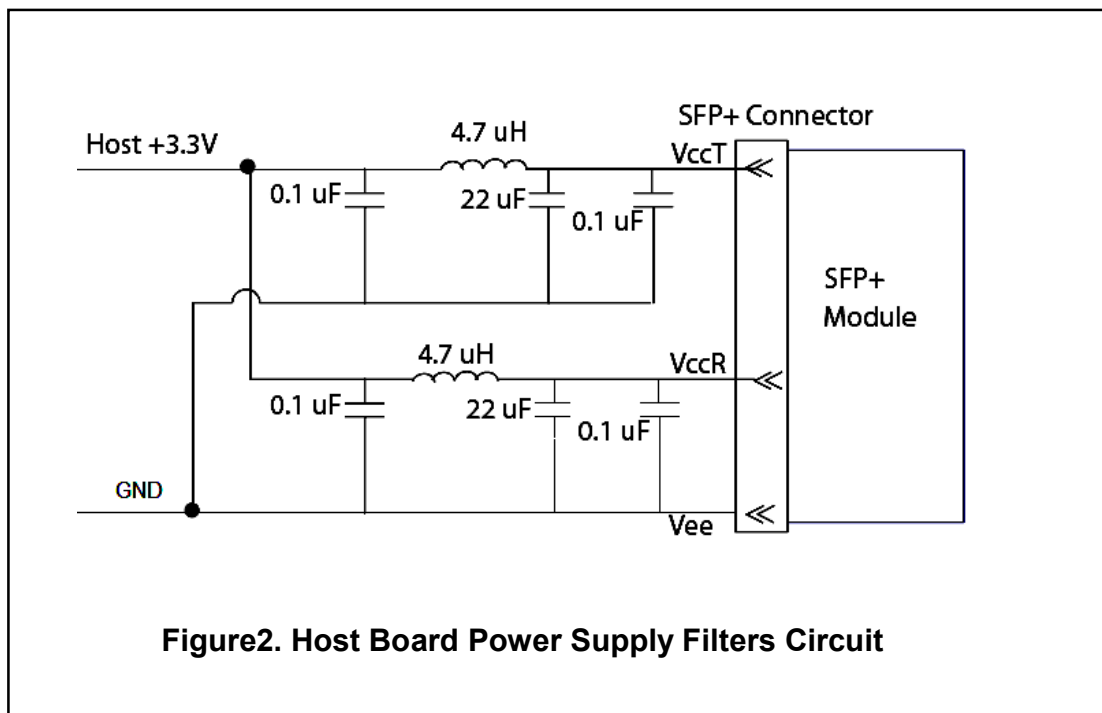 SFP+ Connector
4.7 uH
VccT
Host +3.3V
0.1 uF
22 uF
0.1 uF
SFP+
Module
4.7 uH
VccR
0.1 uF
22 uF
0.1 uF
GND
Vee
Figure2. Host Board Power Supply Filters Circuit